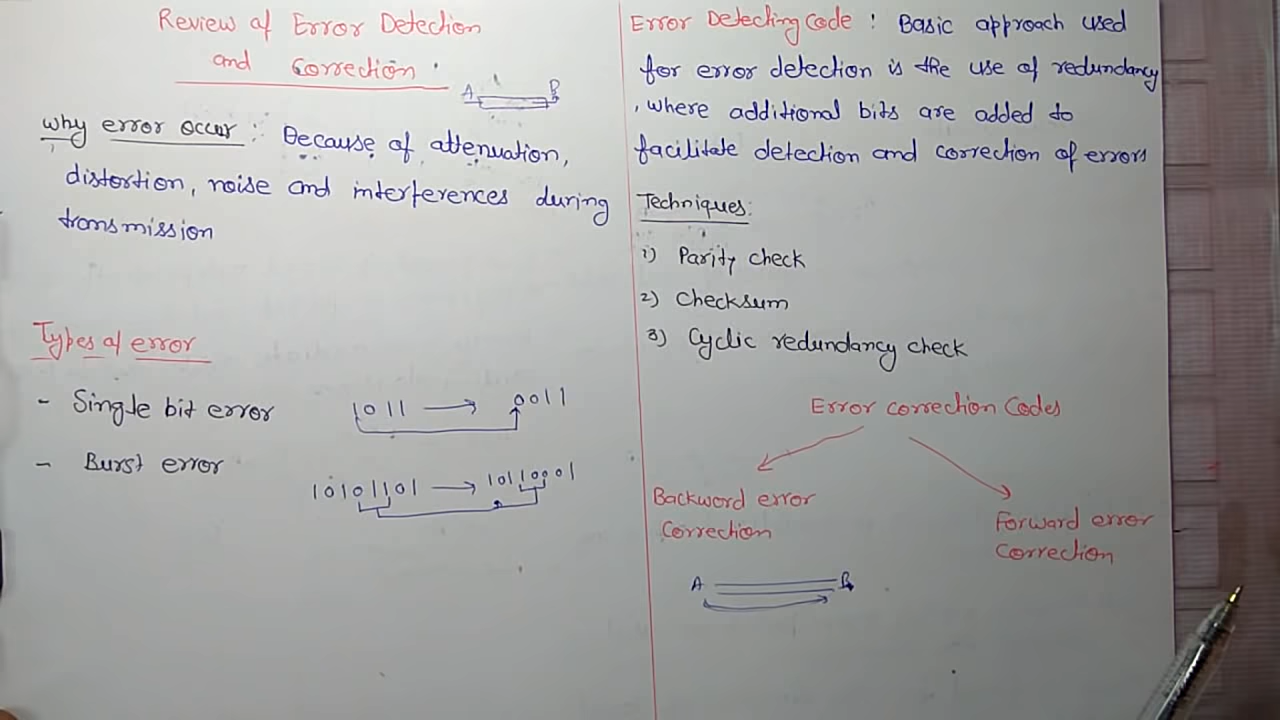 Review of Error Detection
and Correction
A B
Why error occur : Because of attenuation,
distortion, noise and interferences during
transmission
Types of error
- Single bit error 1011 → 0011
- Burst error 10101101 → 10110001
Error Detecting Code : Basic approach used
for error detection is the use of redundancy
, where additional bits are added to
facilitate detection and correction of errors
Techniques:
1) Parity check
2) Checksum
3) Cyclic redundancy check
Error correction Codes
Backword error
Correction
Forward error
Correction
A B